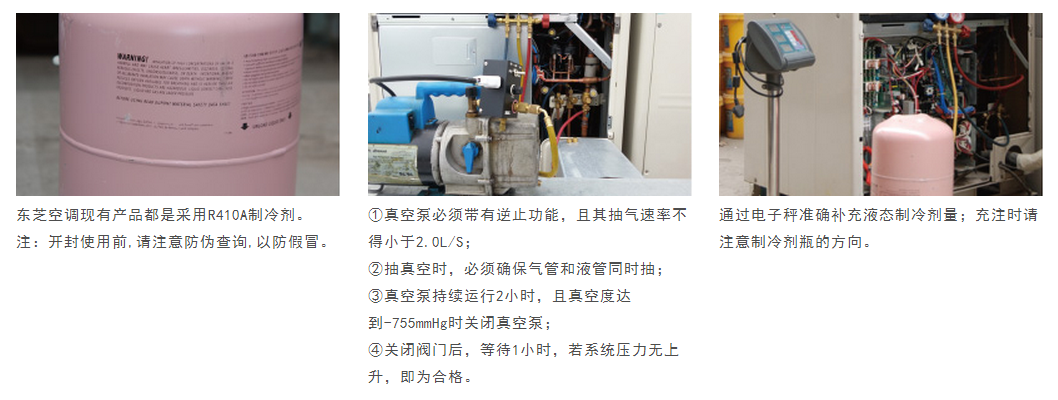 WARNING!
东芝空调现有产品都是采用R410A制冷剂。
注：开封使用前,请注意防伪查询,以防假冒。
①真空泵必须带有逆止功能，且其抽气速率不
得小于2.0L/S；
②抽真空时，必须确保气管和液管同时抽；
③真空泵持续运行2小时，且真空度达
到-755mmHg时关闭真空泵；
④关闭阀门后，等待1小时，若系统压力无上
升，即为合格。
通过电子秤准确补充液态制冷剂量；充注时请
注意制冷剂瓶的方向。